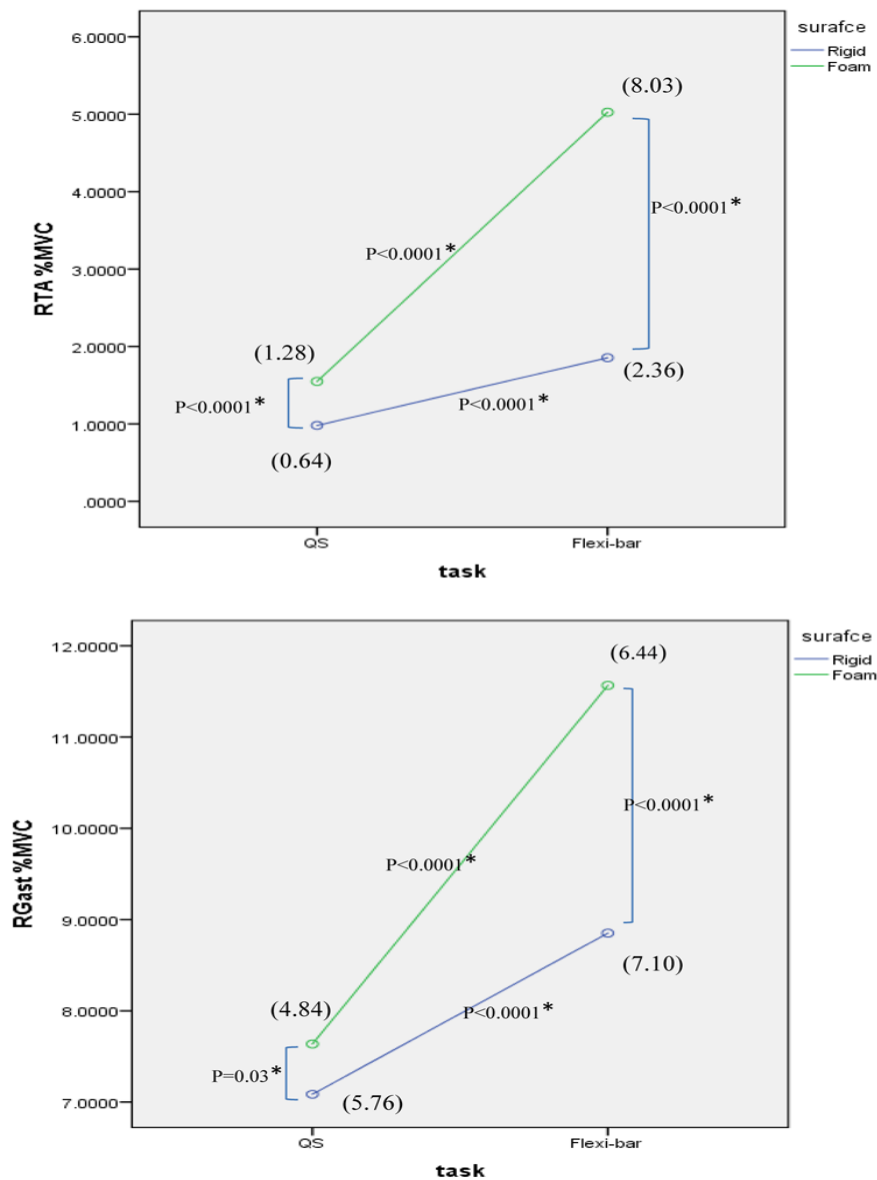 surafce
Rigid
Foam
6.0000
5.0000
4.0000
3.0000
2.0000
1.0000
.0000
RTA %MVC
(8.03)
P<0.0001*
P<0.0001*
(1.28)
(2.36)
P<0.0001*
P<0.0001*
(0.64)
QS
Flexi-bar
task
surafce
Rigid
Foam
12.0000
11.0000
10.0000
9.0000
8.0000
7.0000
RGast %MVC
(6.44)
P<0.0001*
P<0.0001*
(7.10)
(4.84)
P<0.0001*
P=0.03*
(5.76)
QS
Flexi-bar
task